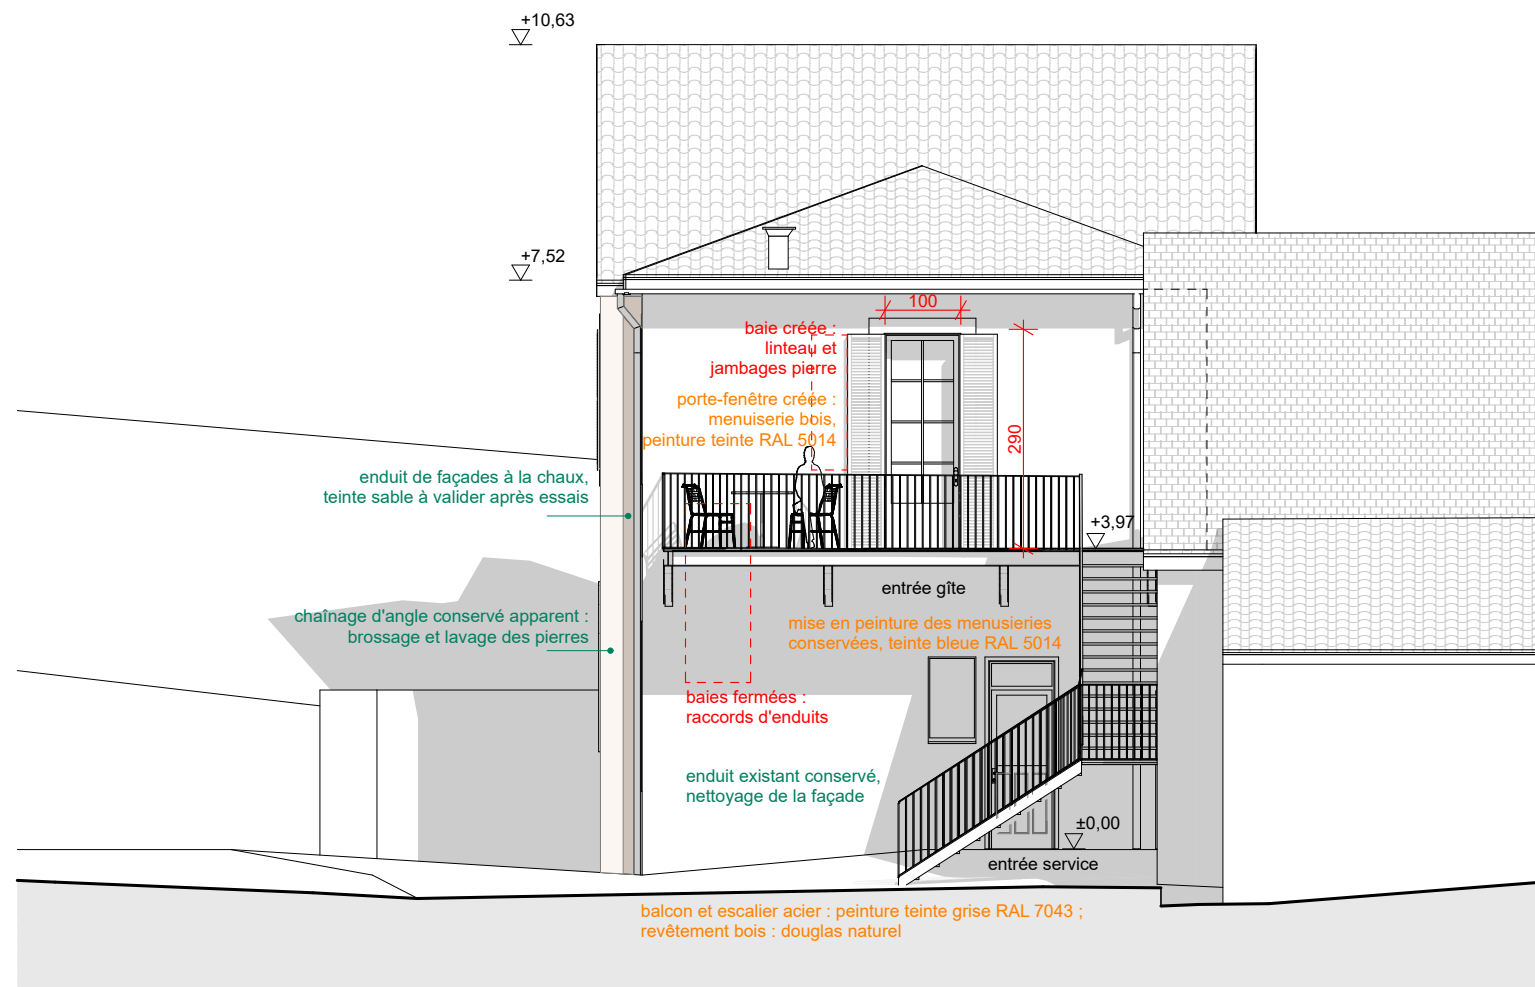 +10,63
+7,52
100
baie créée :
linteau et
jambages pierre
porte-fenêtre créée :
menuiserie bois,
peinture teinte RAL 5014
290
enduit de façades à la chaux,
teinte sable à valider après essais
+3,97
entrée gîte
chaînage d'angle conservé apparent :
brossage et lavage des pierres
mise en peinture des menusieries
conservées, teinte bleue RAL 5014
baies fermées :
raccords d'enduits
enduit existant conservé,
nettoyage de la façade
±0,00
entrée service
balcon et escalier acier : peinture teinte grise RAL 7043 ;
revêtement bois : douglas naturel